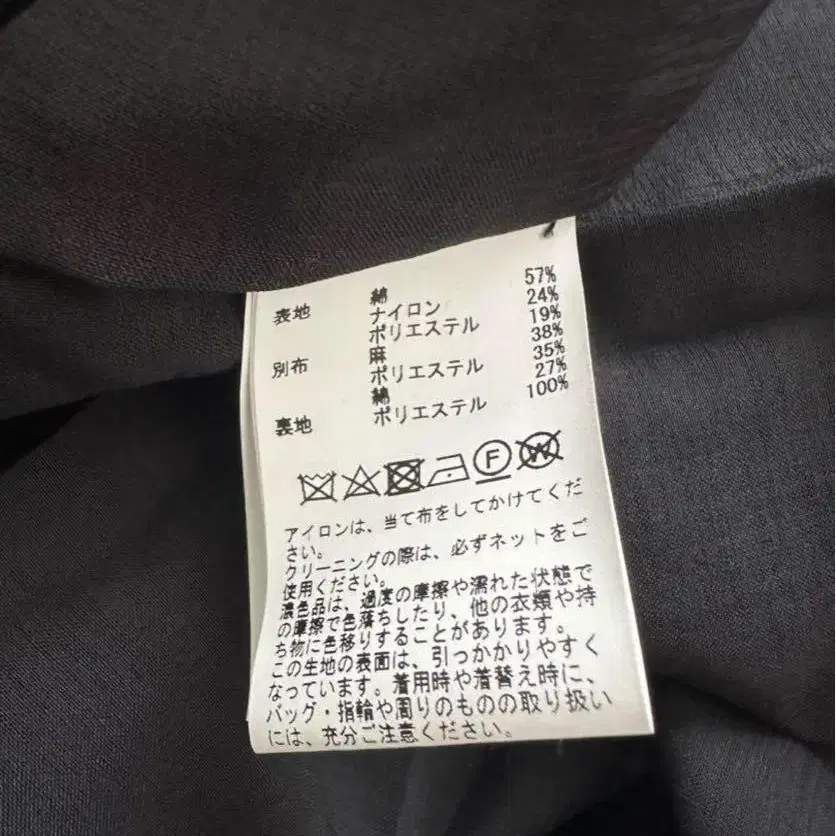 表地 綿 57%
ナイロン 24%
ポリエステル 19%
別布 麻 38%
ポリエステル 35%
綿 27%
裏地 ポリエステル 100%
F W
アイロンは、当て布をしてかけてくだ
さい。
クリーニングの際は、必ずネットをご
使用ください。
濃色品は、過度の摩擦や濡れた状態で
の摩擦で色落ちしたり、他の衣類や持
ち物に色移りすることがあります。
この生地の表面は、引っかかりやすく
なっています。着用時や着替え時に、
バッグ・指輪や周りのものの取り扱い
には、充分ご注意ください。